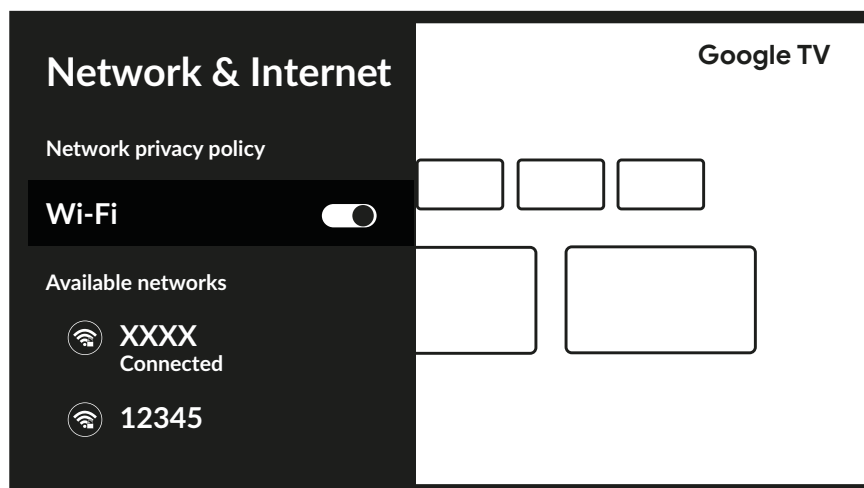 Network & Internet
Google TV
Network privacy policy
Wi-Fi
Available networks
XXXX
Connected
12345